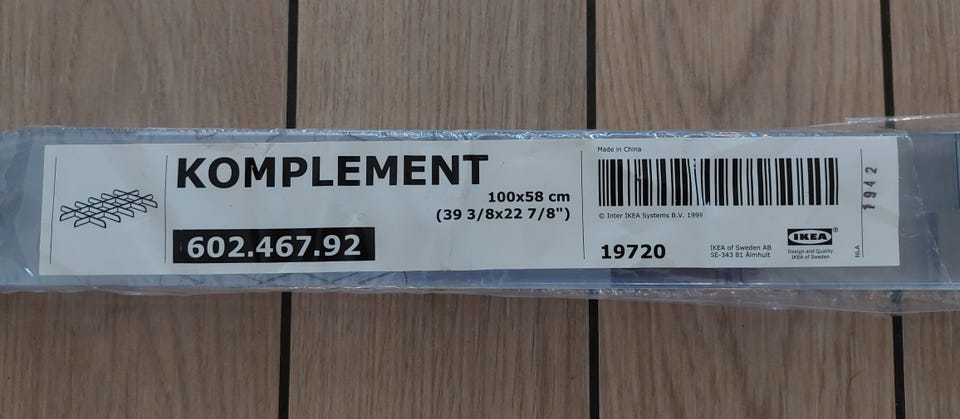 KOMPLEMENT
100x58 cm
(39 3/8x22 7/8")
602.467.92
Made in China
© Inter IKEA Systems B.V. 1999
19720
IKEA of Sweden AB
SE-343 81 Älmhult
IKEA®
Design and Quality
IKEA of Sweden
1942
NLA